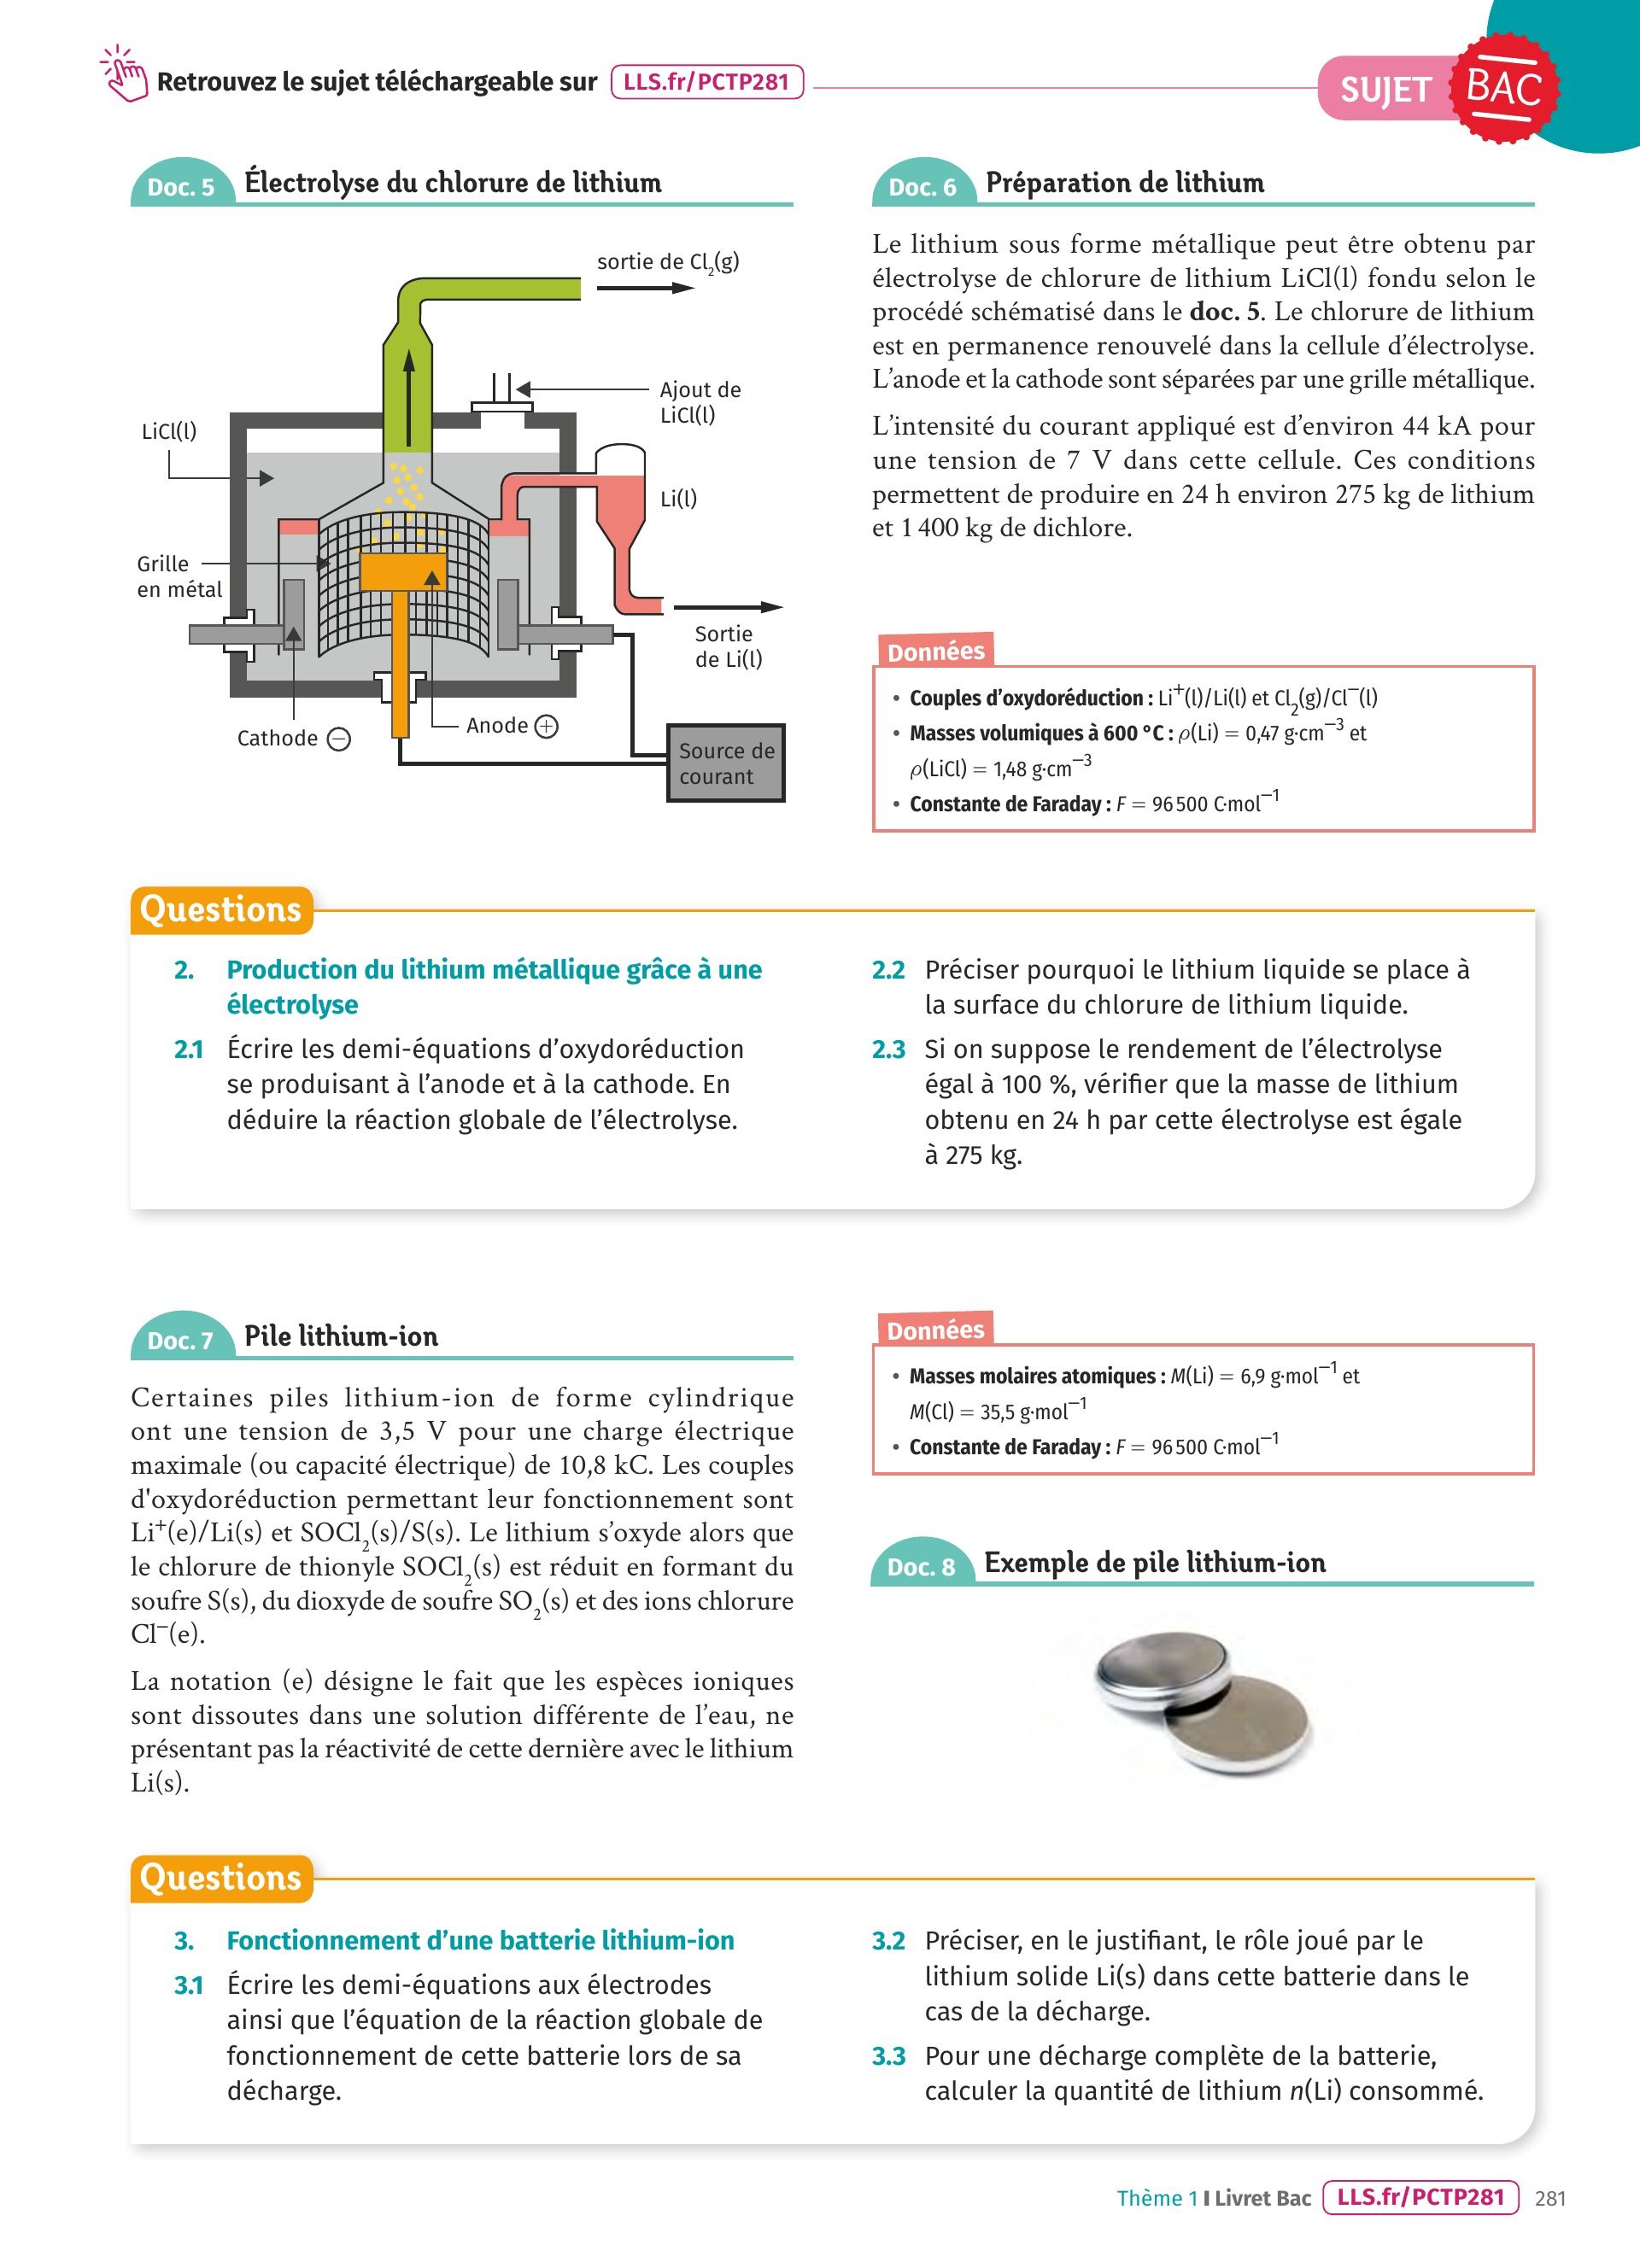 Retrouvez le sujet téléchargeable sur LLS.fr/PCTP281
SUJET BAC
Doc. 5 Électrolyse du chlorure de lithium
sortie de Cl₂(g)
Ajout de
LiCl(l)
LiCl(l)
Li(l)
Grille
en métal
Sortie
de Li(l)
Cathode ⊖
Anode ⊕
Source de
courant
Doc. 6 Préparation de lithium
Le lithium sous forme métallique peut être obtenu par
électrolyse de chlorure de lithium LiCl(l) fondu selon le
procédé schématisé dans le doc. 5. Le chlorure de lithium
est en permanence renouvelé dans la cellule d’électrolyse.
L’anode et la cathode sont séparées par une grille métallique.
L’intensité du courant appliqué est d’environ 44 kA pour
une tension de 7 V dans cette cellule. Ces conditions
permettent de produire en 24 h environ 275 kg de lithium
et 1 400 kg de dichlore.
Données
• Couples d’oxydoréduction : Li⁺(l)/Li(l) et Cl₂(g)/Cl⁻(l)
• Masses volumiques à 600 °C : ρ(Li) = 0,47 g·cm⁻³ et
ρ(LiCl) = 1,48 g·cm⁻³
• Constante de Faraday : F = 96 500 C·mol⁻¹
Questions
2. Production du lithium métallique grâce à une
électrolyse
2.1 Écrire les demi-équations d’oxydoréduction
se produisant à l’anode et à la cathode. En
déduire la réaction globale de l’électrolyse.
2.2 Préciser pourquoi le lithium liquide se place à
la surface du chlorure de lithium liquide.
2.3 Si on suppose le rendement de l’électrolyse
égal à 100 %, vérifier que la masse de lithium
obtenu en 24 h par cette électrolyse est égale
à 275 kg.
Doc. 7 Pile lithium-ion
Certaines piles lithium-ion de forme cylindrique
ont une tension de 3,5 V pour une charge électrique
maximale (ou capacité électrique) de 10,8 kC. Les couples
d'oxydoréduction permettant leur fonctionnement sont
Li⁺(e)/Li(s) et SOCl₂(s)/S(s). Le lithium s’oxyde alors que
le chlorure de thionyle SOCl₂(s) est réduit en formant du
soufre S(s), du dioxyde de soufre SO₂(s) et des ions chlorure
Cl⁻(e).
La notation (e) désigne le fait que les espèces ioniques
sont dissoutes dans une solution différente de l’eau, ne
présentant pas la réactivité de cette dernière avec le lithium
Li(s).
Données
• Masses molaires atomiques : M(Li) = 6,9 g·mol⁻¹ et
M(Cl) = 35,5 g·mol⁻¹
• Constante de Faraday : F = 96 500 C·mol⁻¹
Doc. 8 Exemple de pile lithium-ion
Questions
3. Fonctionnement d’une batterie lithium-ion
3.1 Écrire les demi-équations aux électrodes
ainsi que l’équation de la réaction globale de
fonctionnement de cette batterie lors de sa
décharge.
3.2 Préciser, en le justifiant, le rôle joué par le
lithium solide Li(s) dans cette batterie dans le
cas de la décharge.
3.3 Pour une décharge complète de la batterie,
calculer la quantité de lithium n(Li) consommé.
Thème 1 I Livret Bac LLS.fr/PCTP281 281